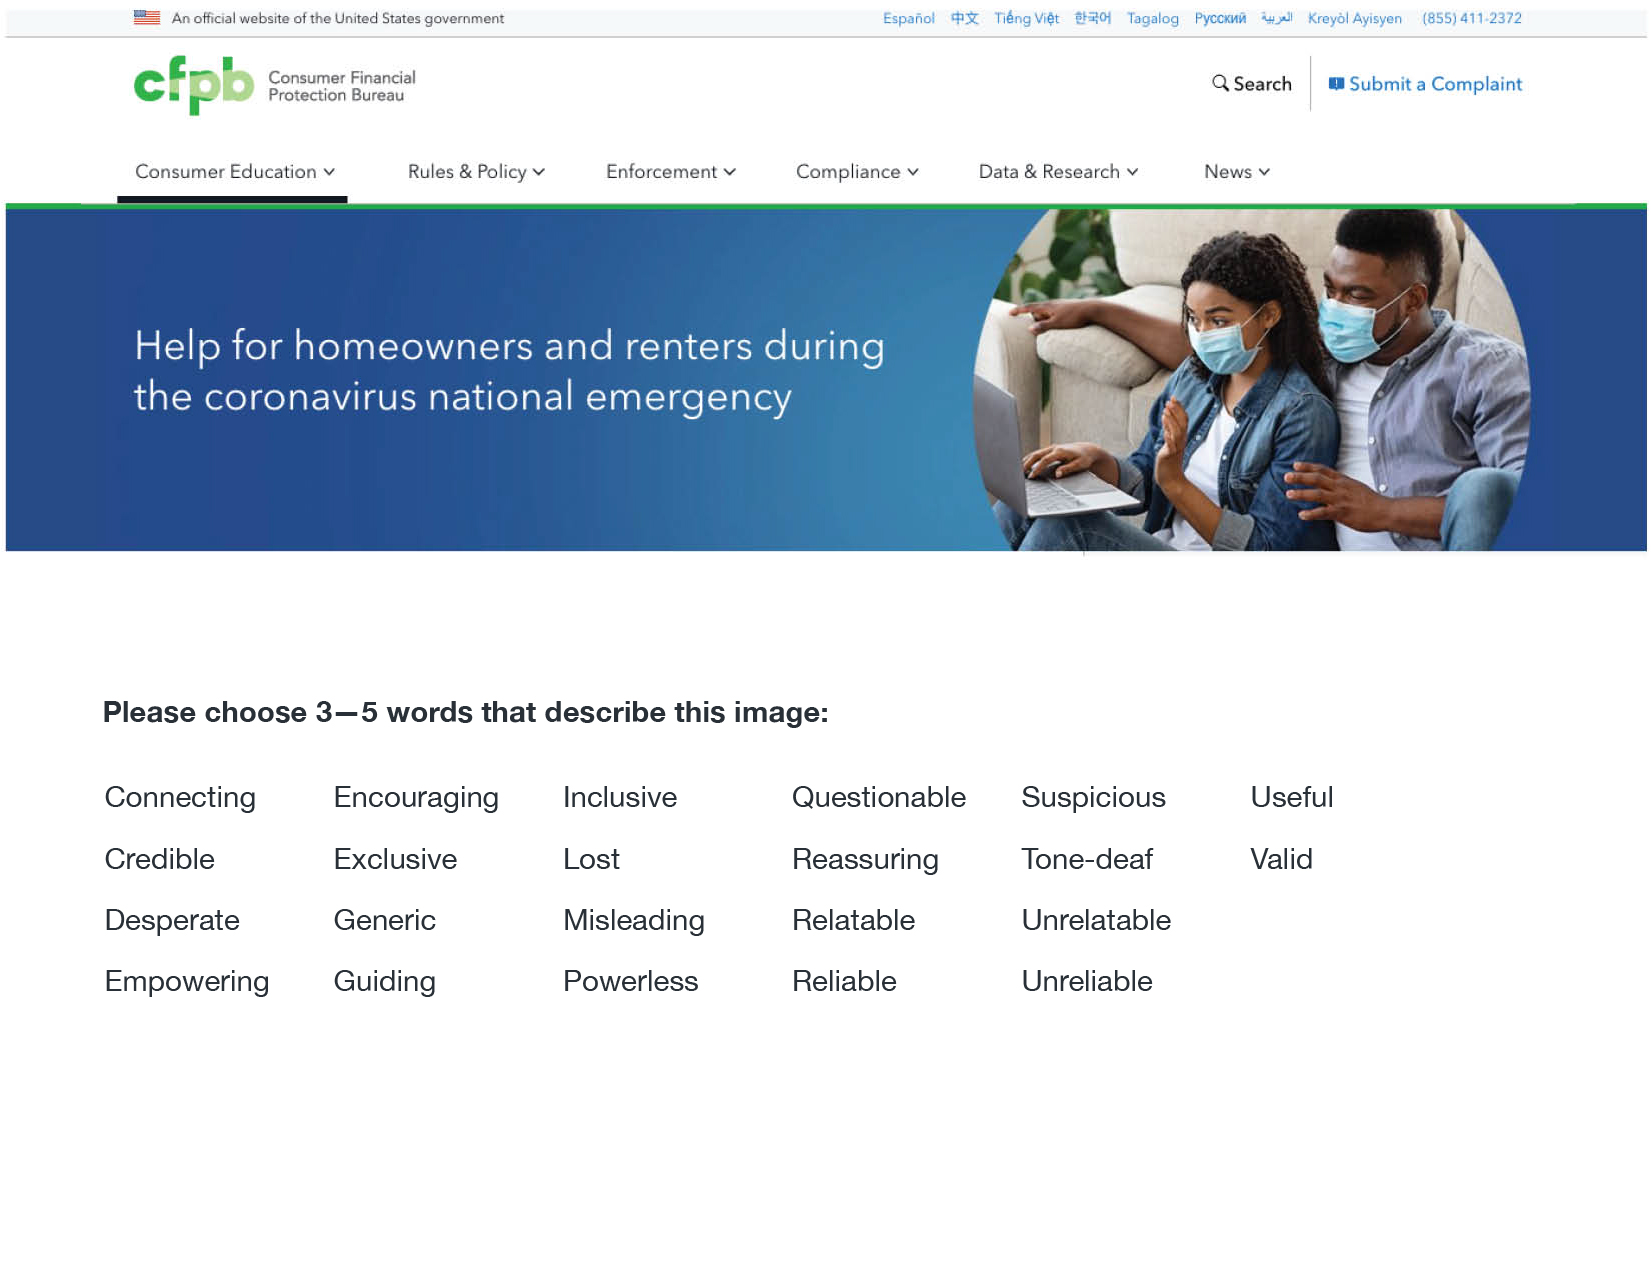 An official website of the United States government
Español 中文 Tiếng Việt 한국어 Tagalog Русский العربية Kreyòl Ayisyen (855) 411-2372
cfpb Consumer Financial
Protection Bureau
Search
Submit a Complaint
Consumer Education Rules & Policy Enforcement Compliance Data & Research News
Help for homeowners and renters during
the coronavirus national emergency
Please choose 3—5 words that describe this image:
Connecting Encouraging Inclusive Questionable Suspicious Useful
Credible Exclusive Lost Reassuring Tone-deaf Valid
Desperate Generic Misleading Relatable Unrelatable
Empowering Guiding Powerless Reliable Unreliable